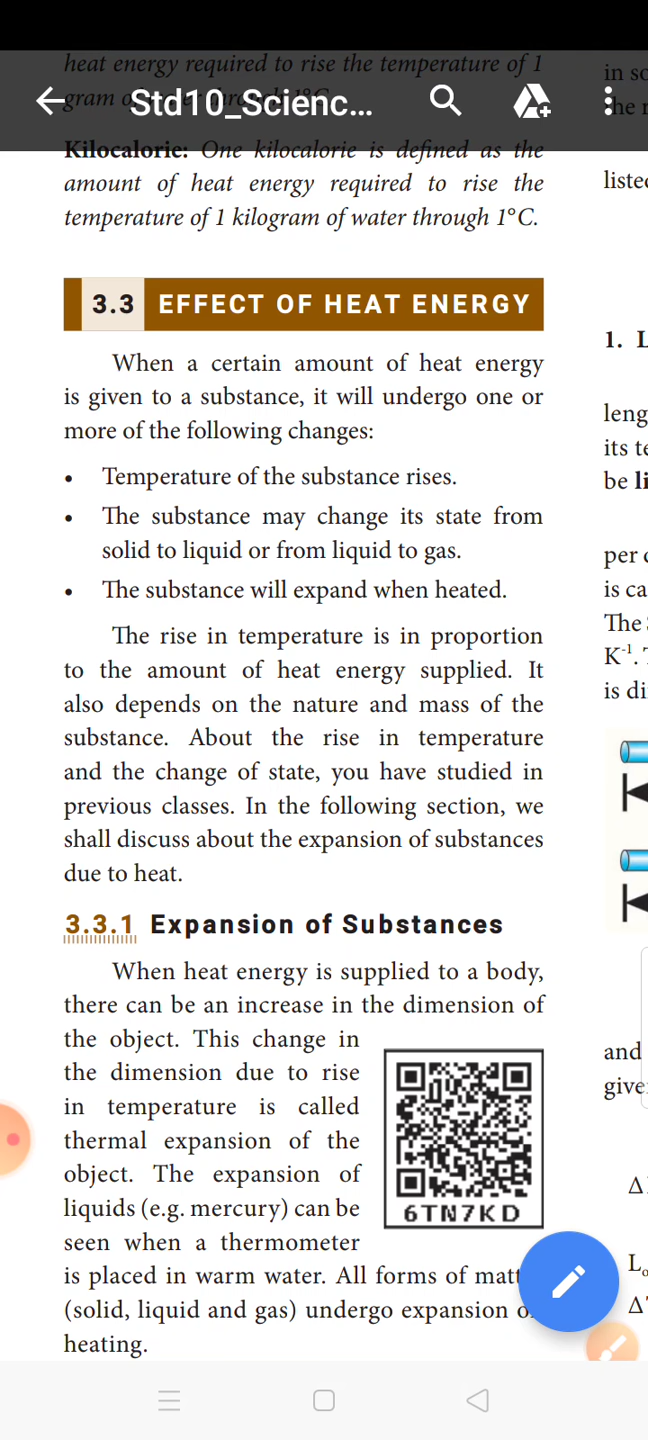 heat energy required to rise the temperature of 1
Std10_Scienc...
gram of
Kilocalorie: One kilocalorie is defined as the
amount of heat energy required to rise the
temperature of 1 kilogram of water through 1°C.
3.3 EFFECT OF HEAT ENERGY
When a certain amount of heat energy
is given to a substance, it will undergo one or
more of the following changes:
• Temperature of the substance rises.
• The substance may change its state from
solid to liquid or from liquid to gas.
• The substance will expand when heated.
The rise in temperature is in proportion
to the amount of heat energy supplied. It
also depends on the nature and mass of the
substance. About the rise in temperature
and the change of state, you have studied in
previous classes. In the following section, we
shall discuss about the expansion of substances
due to heat.
3.3.1 Expansion of Substances
When heat energy is supplied to a body,
there can be an increase in the dimension of
the object. This change in
the dimension due to rise
in temperature is called
thermal expansion of the
object. The expansion of
liquids (e.g. mercury) can be
seen when a thermometer
is placed in warm water. All forms of matt
(solid, liquid and gas) undergo expansion
heating.
6TN7KD
in so
the
liste
1. L
leng
its te
be li
per
is ca
The
K⁻¹.
is di
and
give
Δ
L₀
Δ